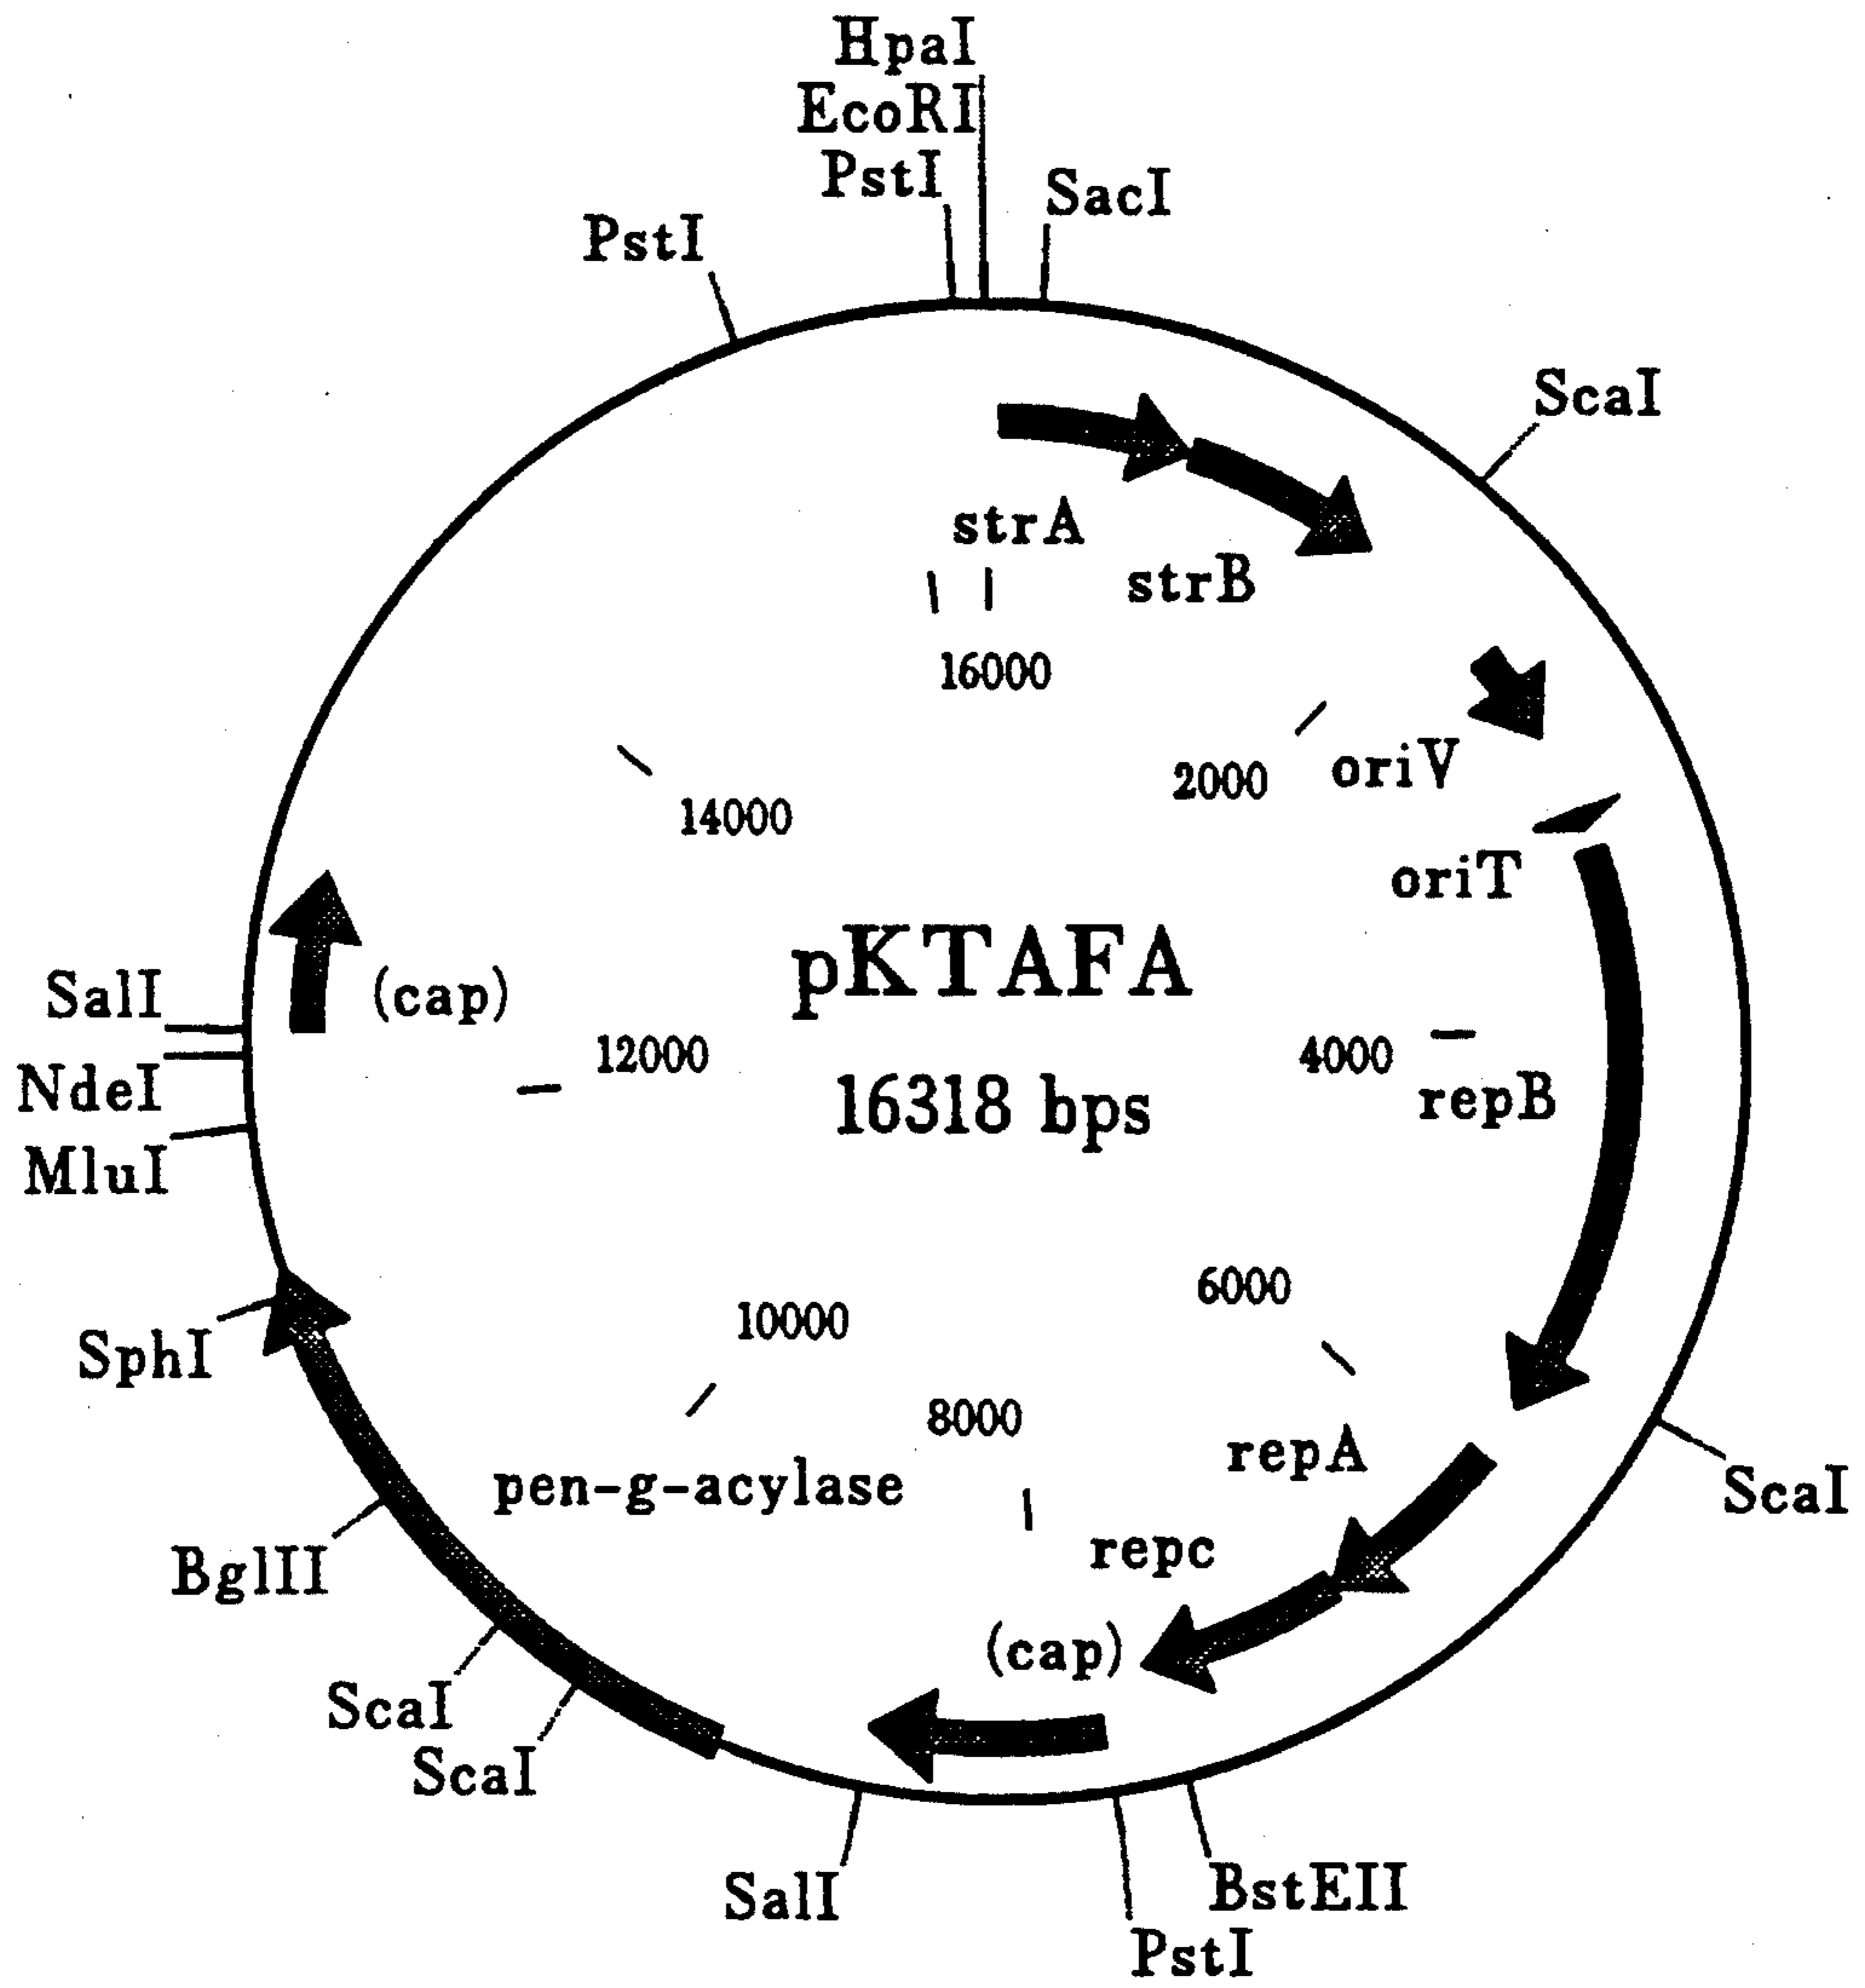 HpaI
EcoRI
PstI
SacI
PstI
ScaI
strA
strB
16000
2000
oriV
14000
oriT
pKTAFA
SalI
(cap)
12000
4000
NdeI
16318 bps
repB
MluI
6000
10000
SphI
8000
repA
pen-g-acylase
ScaI
repc
BglII
(cap)
ScaI
ScaI
SalI
BstEII
PstI